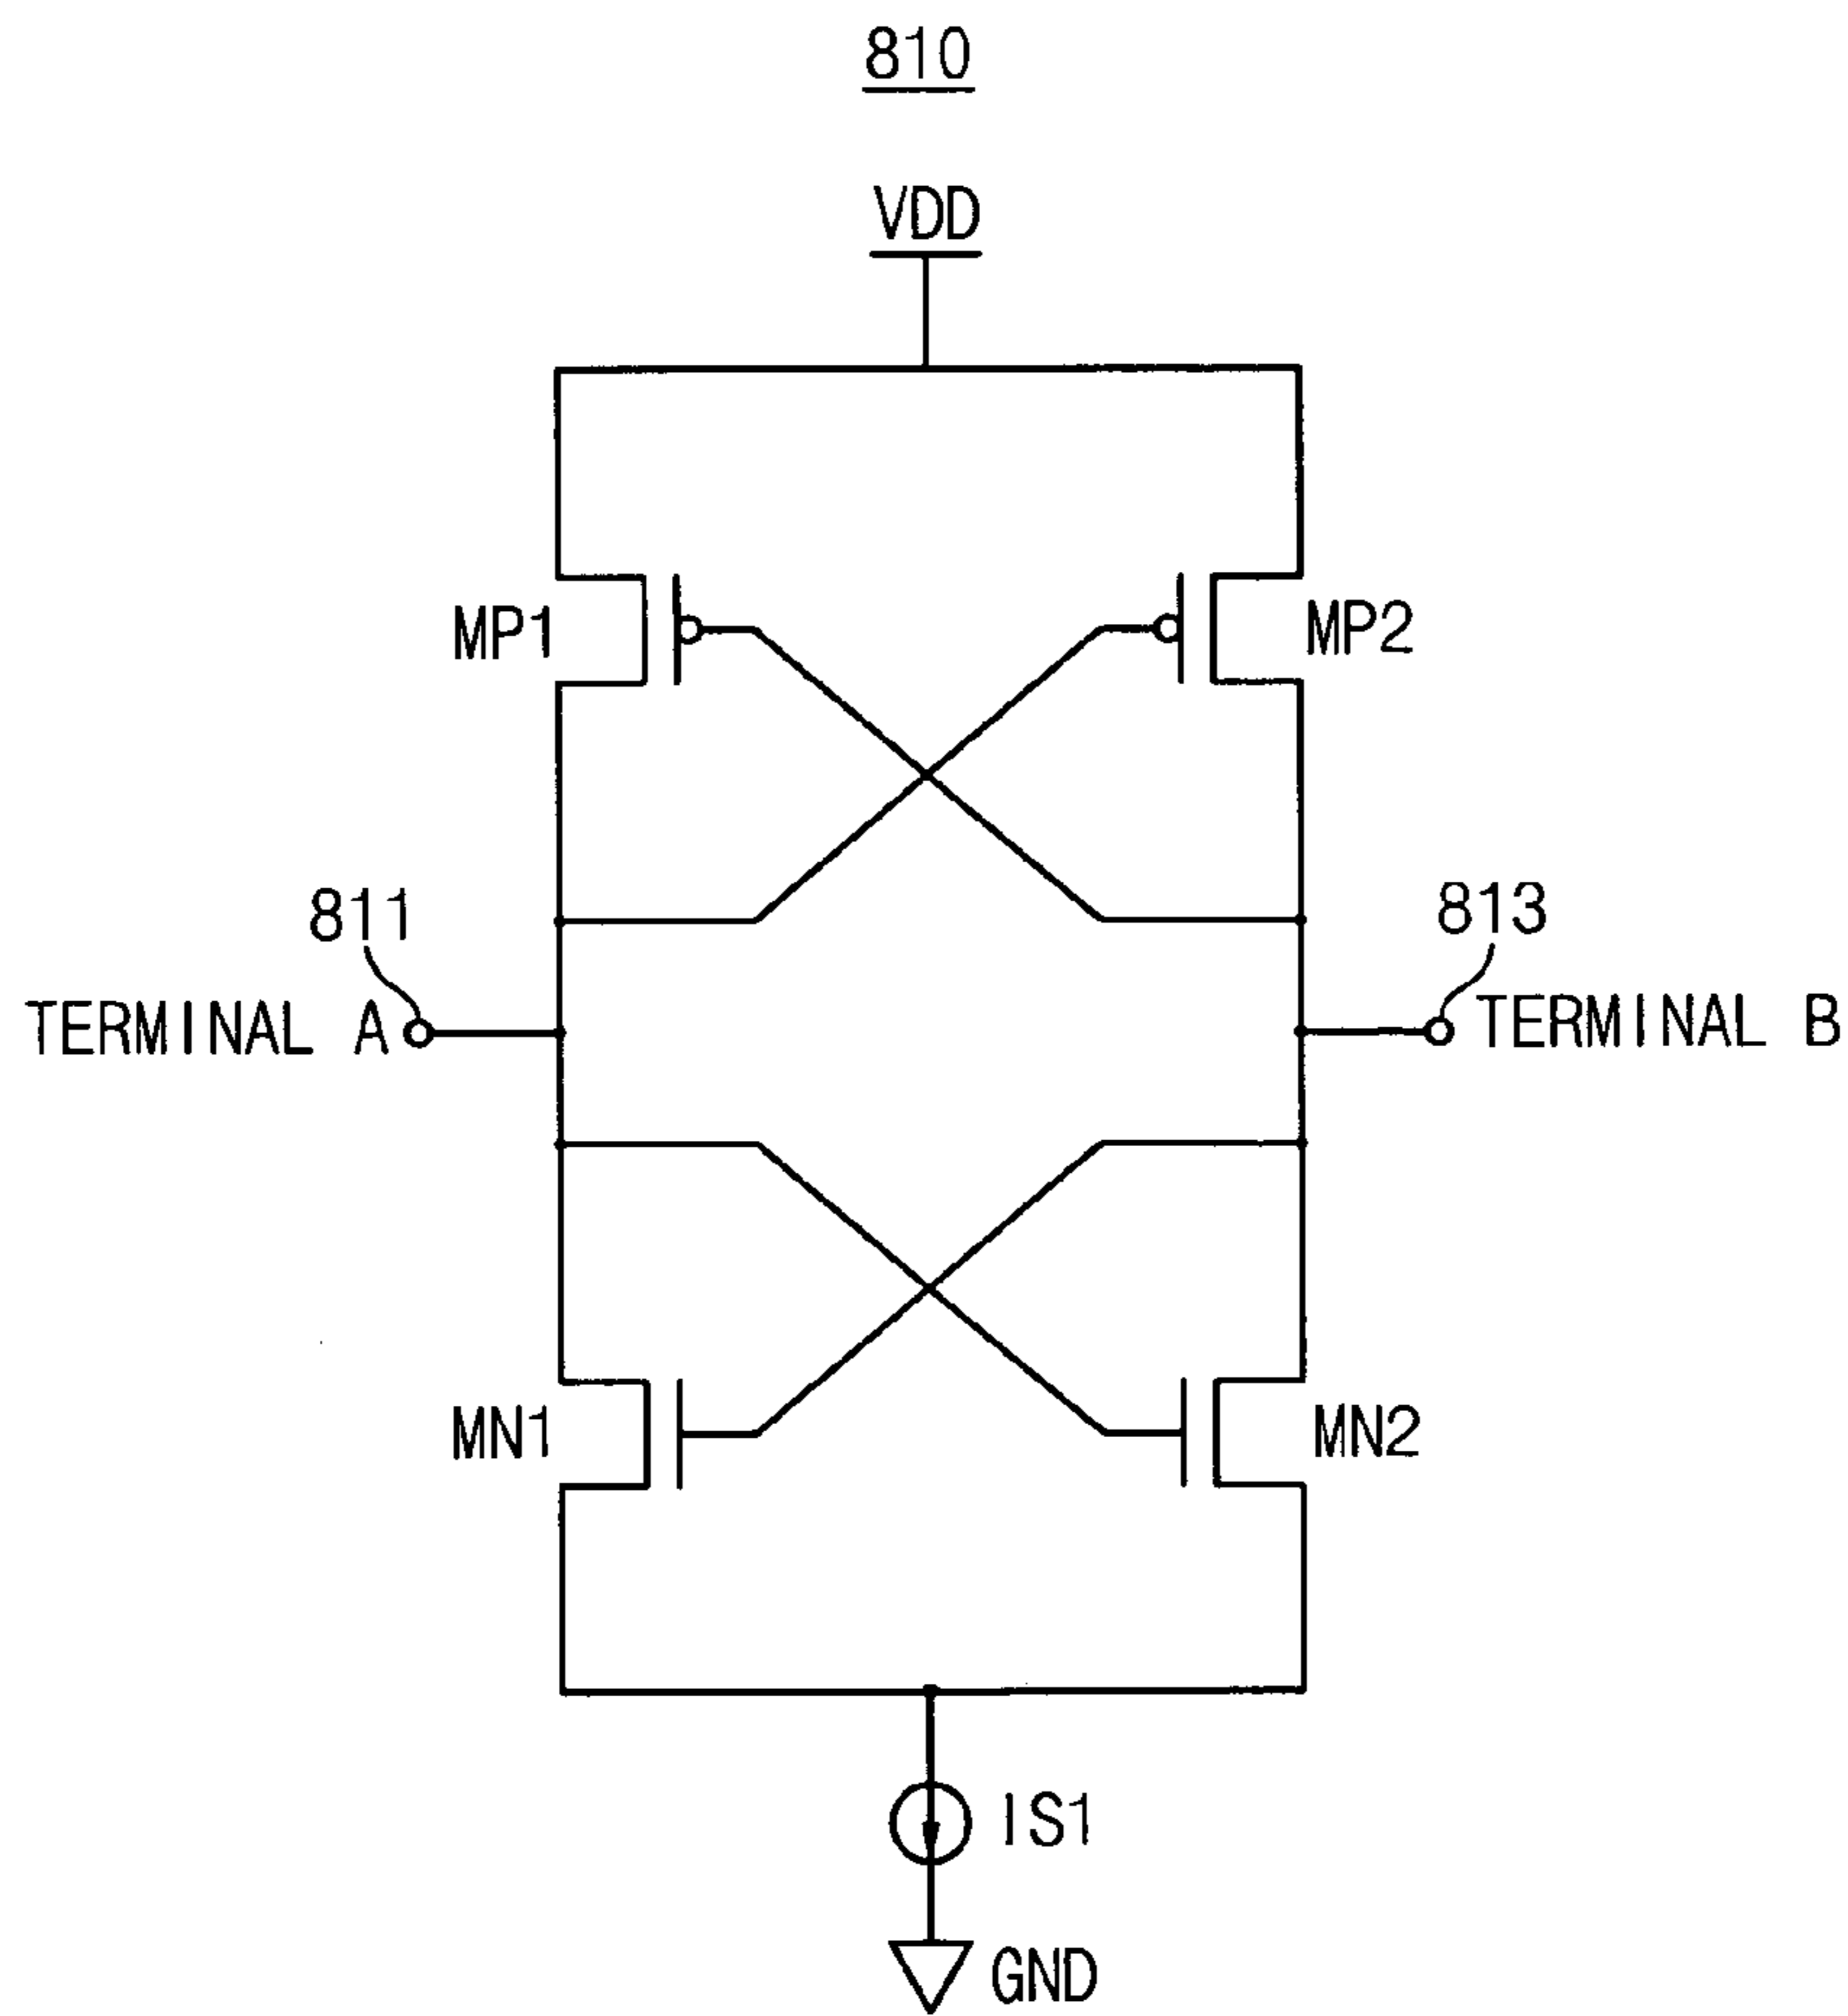 810
VDD
MP1
MP2
811
813
TERMINAL A
TERMINAL B
MN1
MN2
IS1
GND